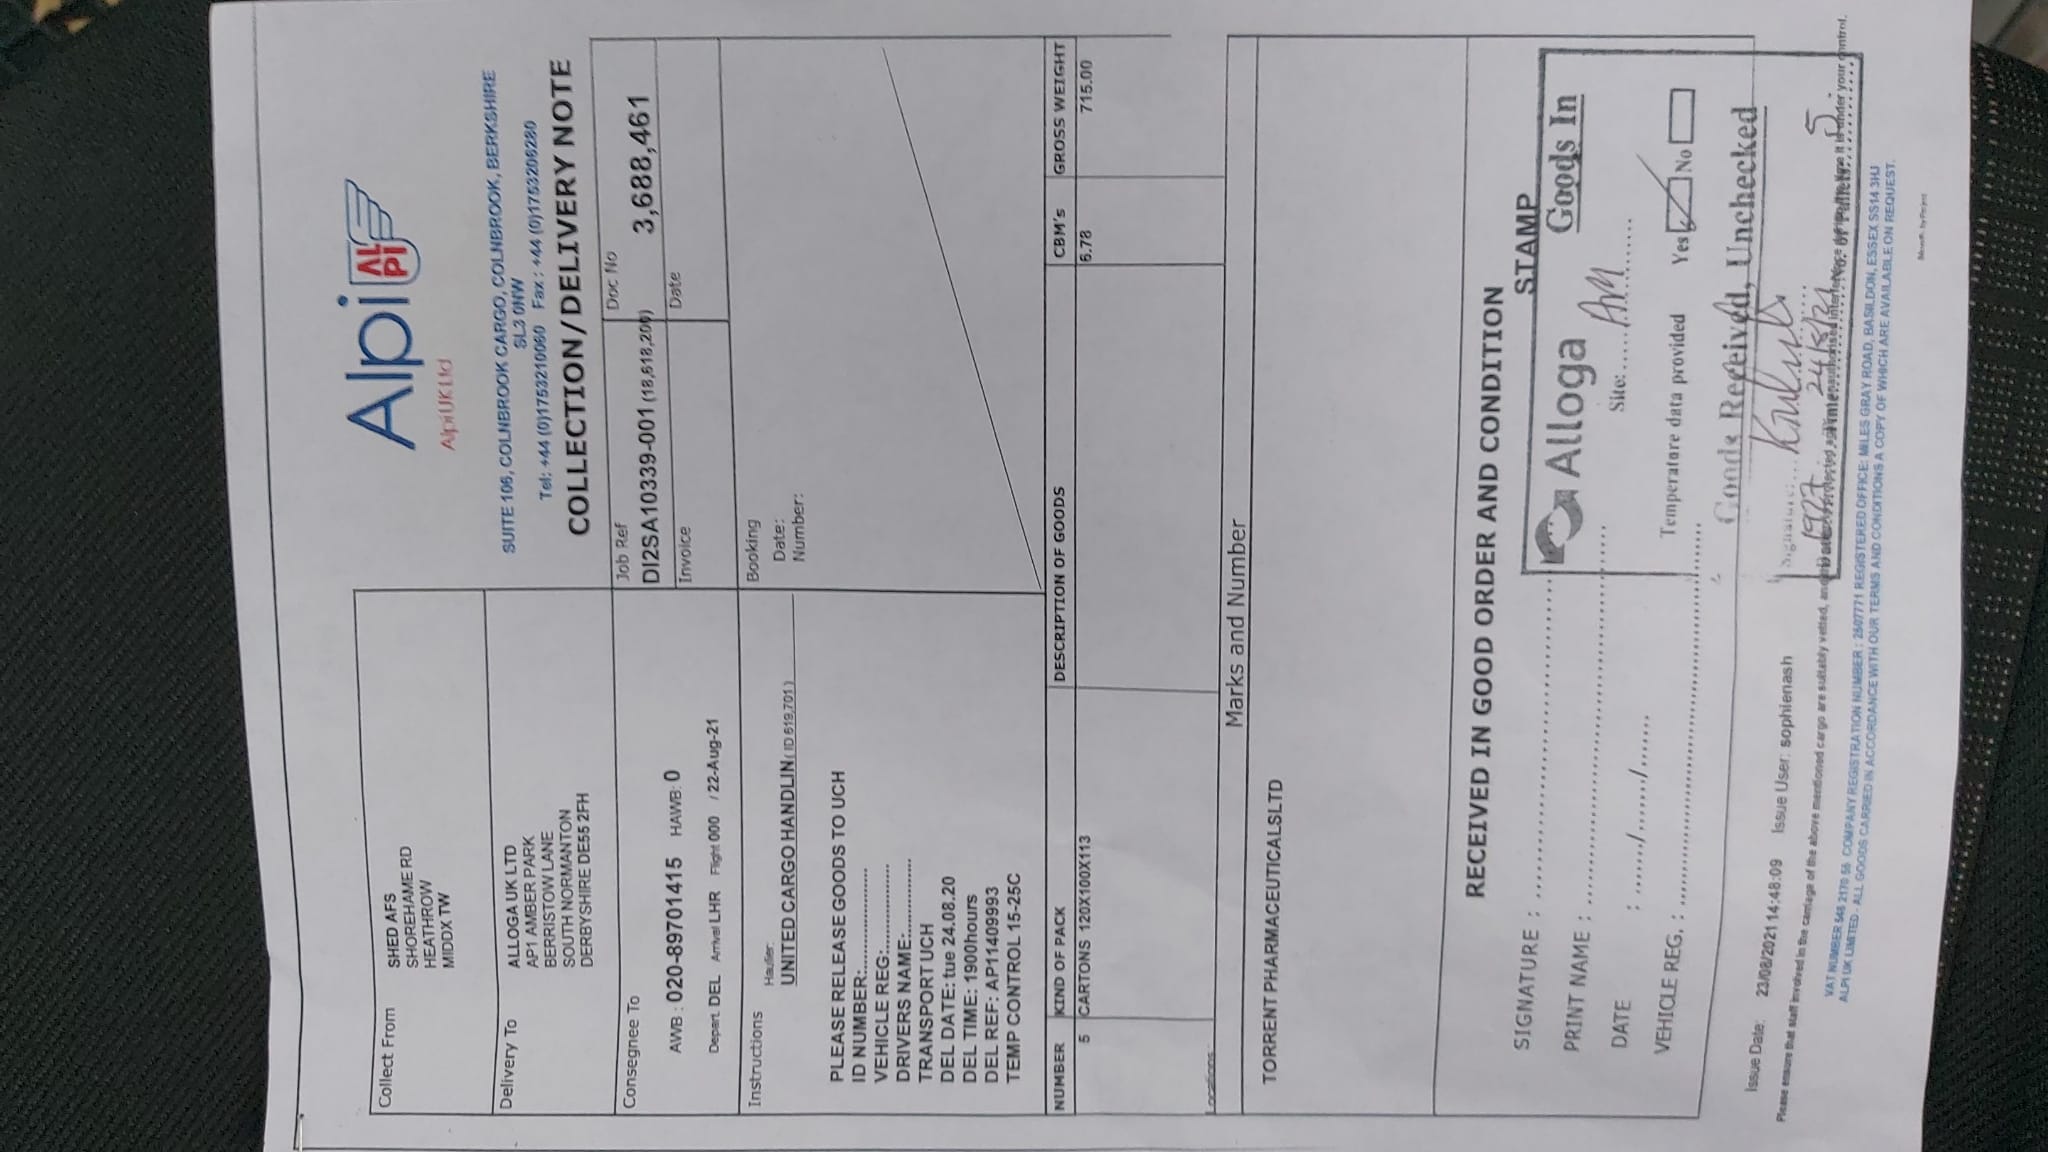 Alpi ALPI
Alpi UK Ltd
SUITE 106, COLNBROOK CARGO, COLNBROOK, COLNBROOK, BERKSHIRE
SL3 0NW
Tel: +44 (0)1753210060 Fax : +44 (0)1753206280
COLLECTION/DELIVERY NOTE
Collect From
SHED AFS
SHOREHAME RD
HEATHROW
MIDDX TW
Delivery To
ALLOGA UK LTD
AP1 AMBER PARK
BERRISTOW LANE
SOUTH NORMANTON
DERBYSHIRE DE55 2FH
Job Ref
DI2SA10339-001 (18,618,200)
Doc No
3,688,461
Invoice
Date
Consegnee To
AWB : 020-89701415 HAWB: 0
Depart. DEL Arrival LHR Flight 000 / 22-Aug-21
Instructions
Haulier:
UNITED CARGO HANDLIN( ID 619,701)
Booking
Date:
Number:
PLEASE RELEASE GOODS TO UCH
ID NUMBER:................
VEHICLE REG:................
DRIVERS NAME:................
TRANSPORT UCH
DEL DATE: tue 24.08.20
DEL TIME: 1900hours
DEL REF: AP11409993
TEMP CONTROL 15-25C
NUMBER KIND OF PACK DESCRIPTION OF GOODS CBM's GROSS WEIGHT
5 CARTONS 120X100X113 6.78 715.00
Locations :
Marks and Number
TORRENT PHARMACEUTICALS LTD
RECEIVED IN GOOD ORDER AND CONDITION
STAMP
SIGNATURE :
PRINT NAME :
DATE : ....../......./......
VEHICLE REG. :
Alloga Goods In
Site: AM
Temperature data provided Yes No
Goods Received, Unchecked
Signature:
1927 24/8/21
No. of Pallets: 5
Issue Date: 23/08/2021 14:48:09 Issue User: sophienash
Please ensure that staff involved in the carriage of the above mentioned cargo are suitably vetted, and protected against unauthorised interference it is under your control.
VAT NUMBER 548 2170 56 COMPANY REGISTRATION NUMBER : 2507771 REGISTERED OFFICE: MILES GRAY ROAD, BASILDON, ESSEX SS14 3HJ
ALPI UK LIMITED - ALL GOODS CARRIED IN ACCORDANCE WITH OUR TERMS AND CONDITIONS A COPY OF WHICH ARE AVAILABLE ON REQUEST.